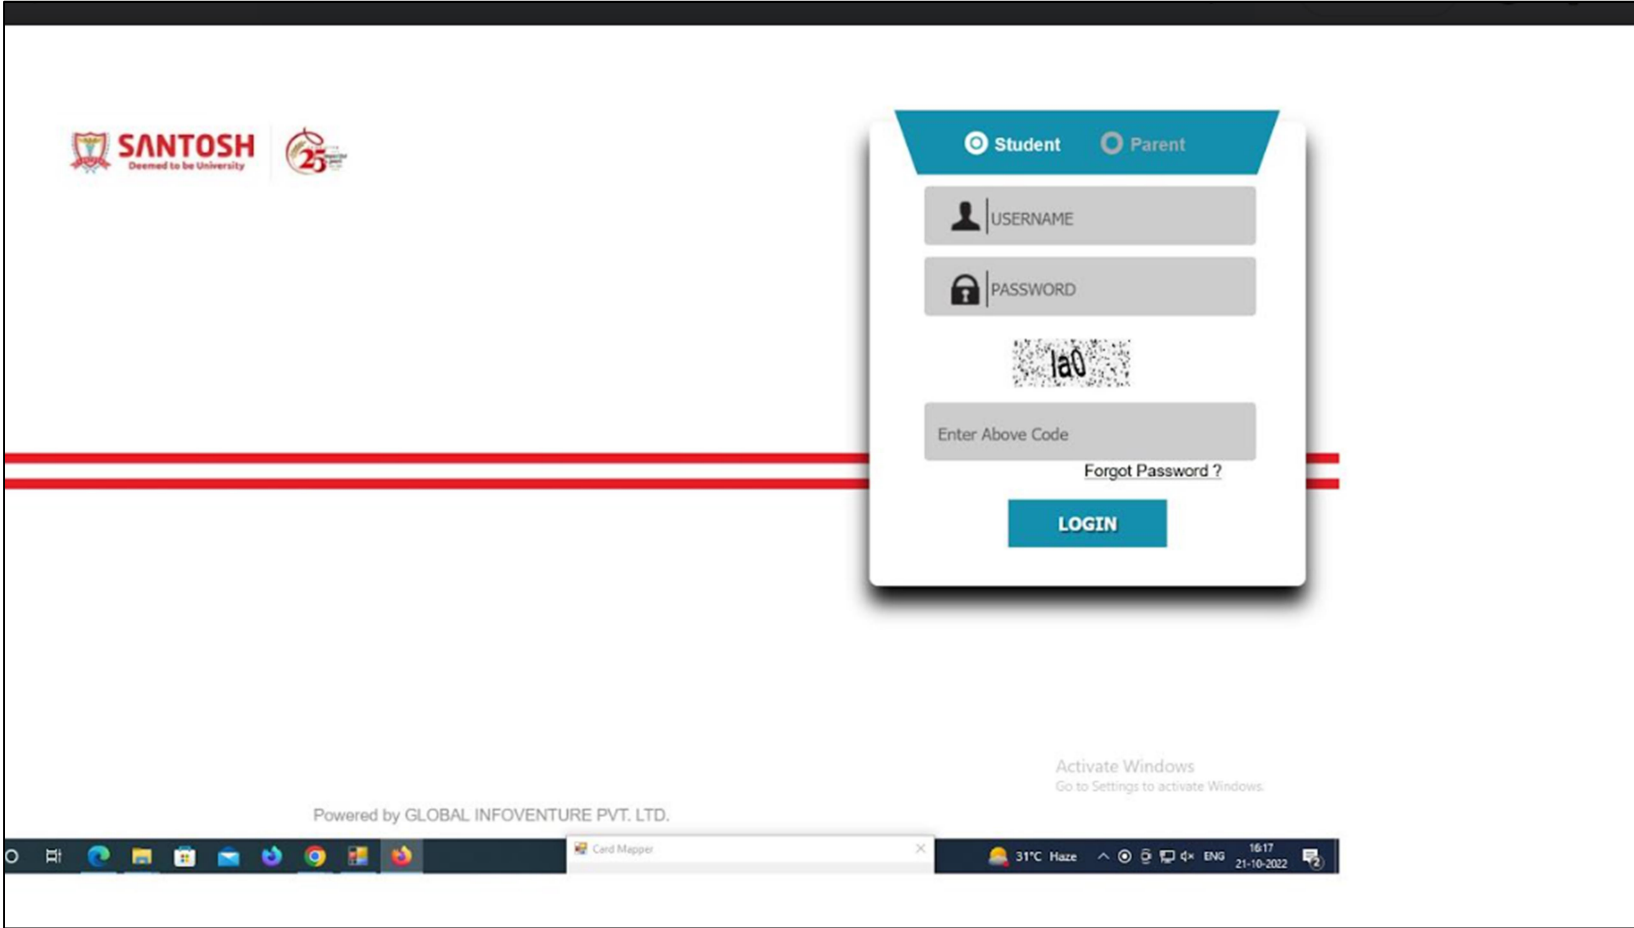 SANTOSH
Deemed to be University
25
Student Parent
USERNAME
PASSWORD
la0
Enter Above Code
Forgot Password ?
LOGIN
Activate Windows
Go to Settings to activate Windows.
Powered by GLOBAL INFOVENTURE PVT. LTD.
Card Mapper
31°C Haze
ENG
16:17
21-10-2022
2